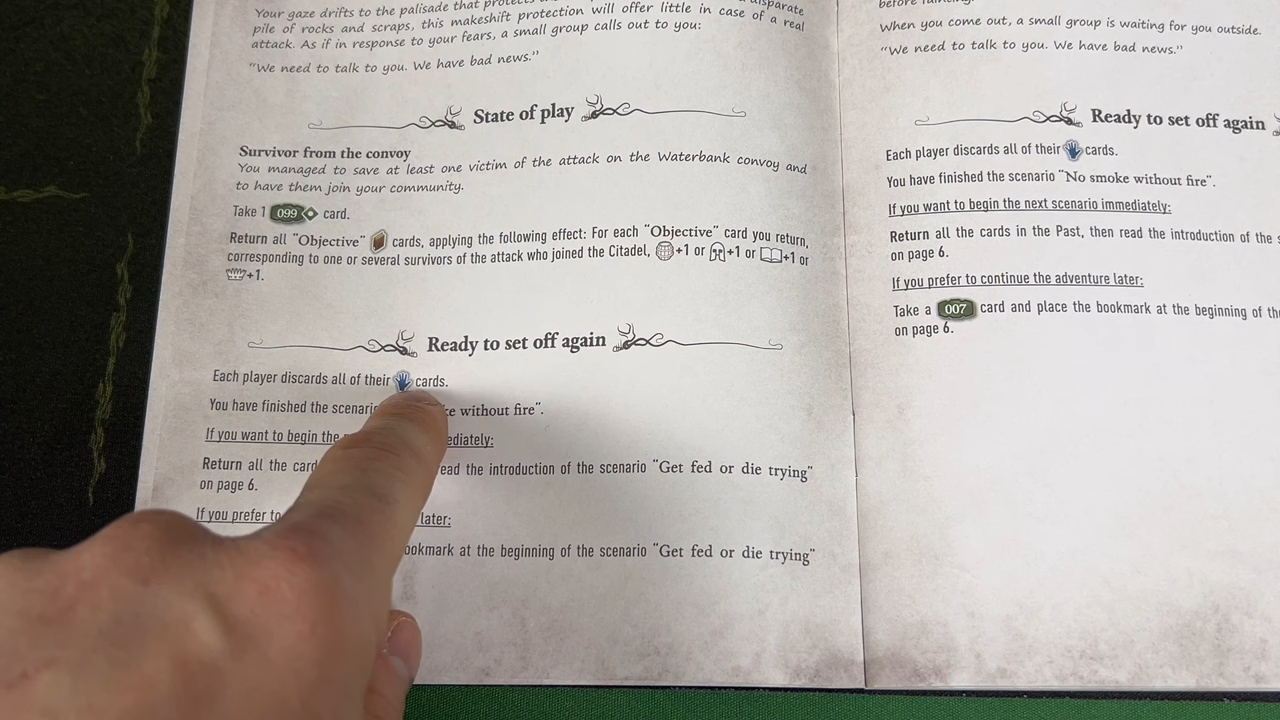 Your gaze drifts to the palisade that disparate
pile of rocks and scraps, this makeshift protection will offer little in case of a real
attack. As if in response to your fears, a small group calls out to you:
“We need to talk to you. We have bad news.”
State of play
Survivor from the convoy
You managed to save at least one victim of the attack on the Waterbank convoy and
to have them join your community.
Take 1 099 card.
Return all “Objective” cards, applying the following effect: For each “Objective” card you return,
corresponding to one or several survivors of the attack who joined the Citadel, +1 or +1 or +1 or
+1.
Ready to set off again
Each player discards all of their cards.
You have finished the without fire”.
If you want to begin the
Return all the read the introduction of the scenario “Get fed or die trying”
on page 6.
If you prefer to later:
bookmark at the beginning of the scenario “Get fed or die trying”
When you come out, a small group is waiting for you outside.
“We need to talk to you. We have bad news.”
Ready to set off again
Each player discards all of their cards.
You have finished the scenario “No smoke without fire”.
If you want to begin the next scenario immediately:
Return all the cards in the Past, then read the introduction of the
on page 6.
If you prefer to continue the adventure later:
Take a 007 card and place the bookmark at the beginning of
on page 6.